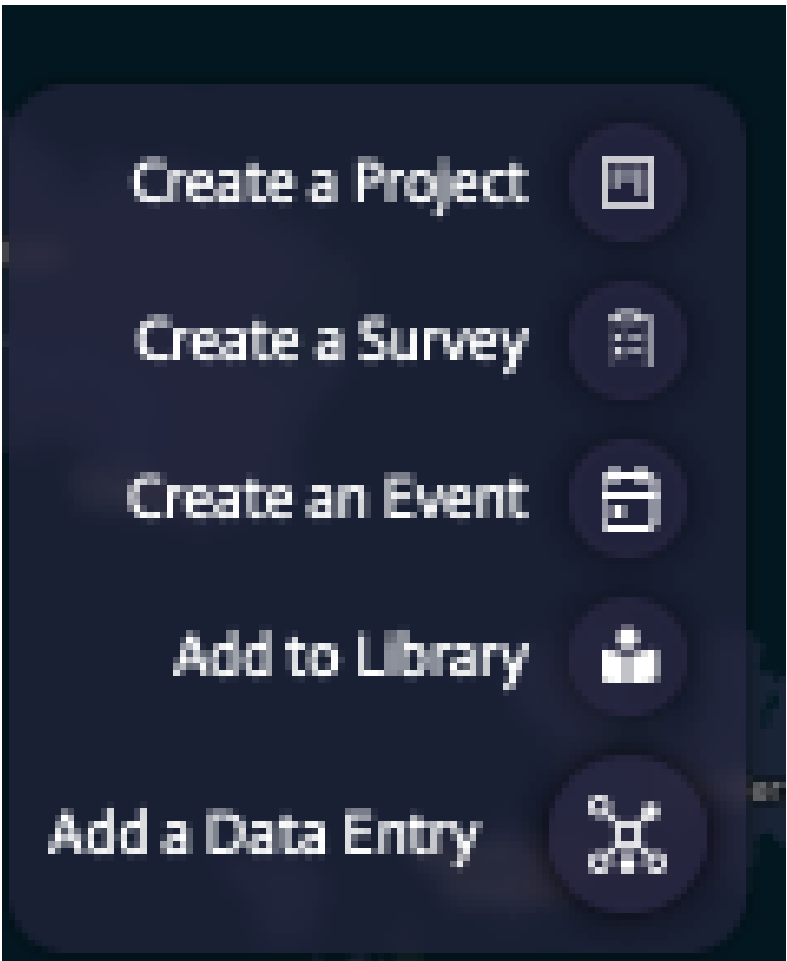 Create a Project
Create a Survey
Create an Event
Add to Library
Add a Data Entry